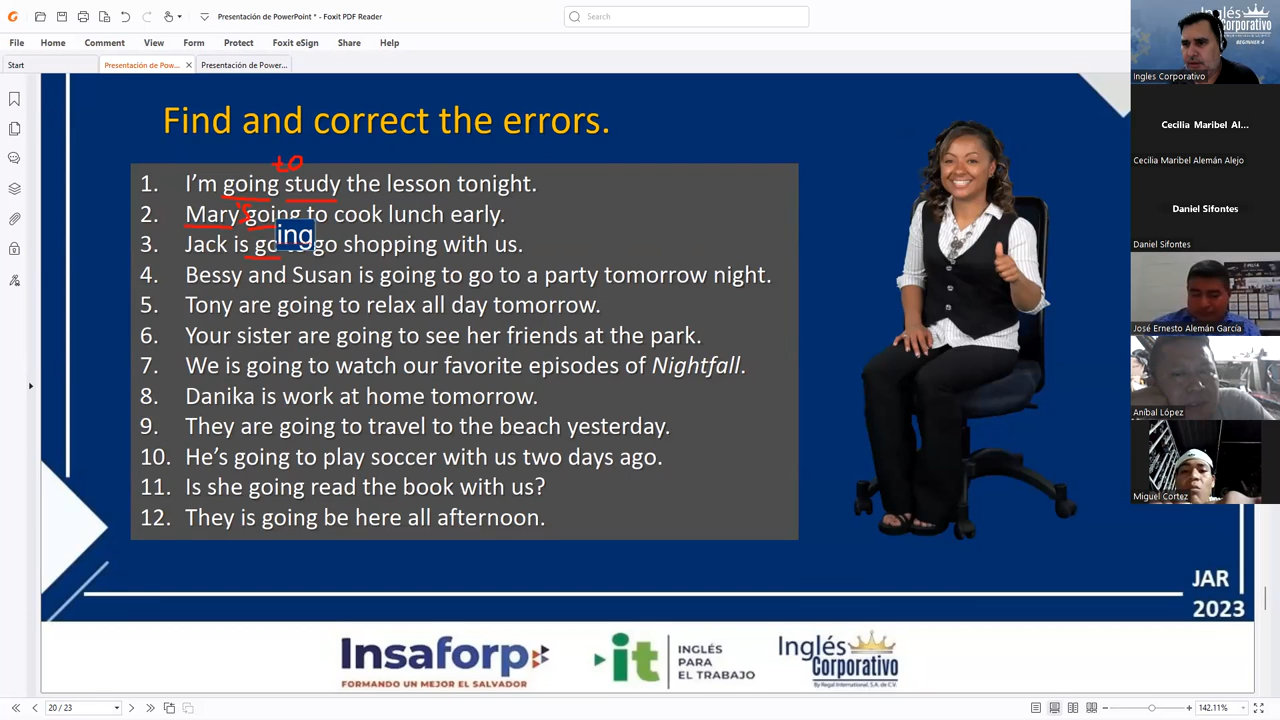 Presentación de PowerPoint * - Foxit PDF Reader
Search
File Home Comment View Form Protect Foxit eSign Share Help
Start
Presentación de Pow...
Presentación de Power...
Find and correct the errors.
to
1. I'm going study the lesson tonight.
2. Mary's going to cook lunch early.
ing
3. Jack is go to go shopping with us.
4. Bessy and Susan is going to go to a party tomorrow night.
5. Tony are going to relax all day tomorrow.
6. Your sister are going to see her friends at the park.
7. We is going to watch our favorite episodes of Nightfall.
8. Danika is work at home tomorrow.
9. They are going to travel to the beach yesterday.
10. He's going to play soccer with us two days ago.
11. Is she going read the book with us?
12. They is going be here all afternoon.
JAR
2023
Insaforp
FORMANDO UN MEJOR EL SALVADOR
it
INGLÉS
PARA
EL TRABAJO
Inglés
Corporativo
By Regal International, S.A. de C.V.
20 / 23
142.11%
Inglés
Corporativo
BEGINNER 4
Ingles Corporativo
Cecilia Maribel Al...
Cecilia Maribel Alemán Alejo
Daniel Sifontes
Daniel Sifontes
José Ernesto Alemán García
Aníbal López
Miguel Cortez